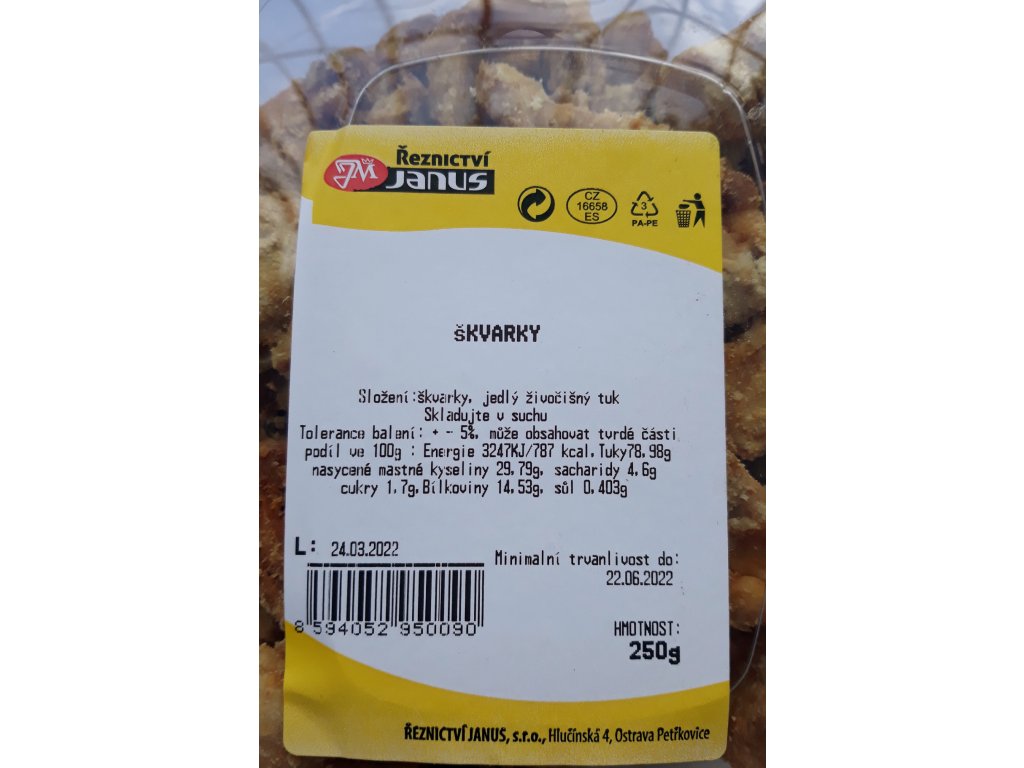 Řeznictví
JM Janus
CZ
16658
ES
3
PA-PE
šKVARKY
Složení:škvarky, jedlý živočišný tuk
Skladujte v suchu
Tolerance balení: + - 5%, může obsahovat tvrdé části
podíl ve 100g : Energie 3247KJ/787 kcal.Tuky78.98g
nasycené mastné kyseliny 29.79g, sacharidy 4.6g
cukry 1.7g.Bílkoviny 14.53g, sůl 0.403g
L: 24.03.2022
Minimalní trvanlivost do:
22.06.2022
8 594052 950090
HMOTNOST:
250g
ŘEZNICTVÍ JANUS, s.r.o., Hlučínská 4, Ostrava Petřkovice